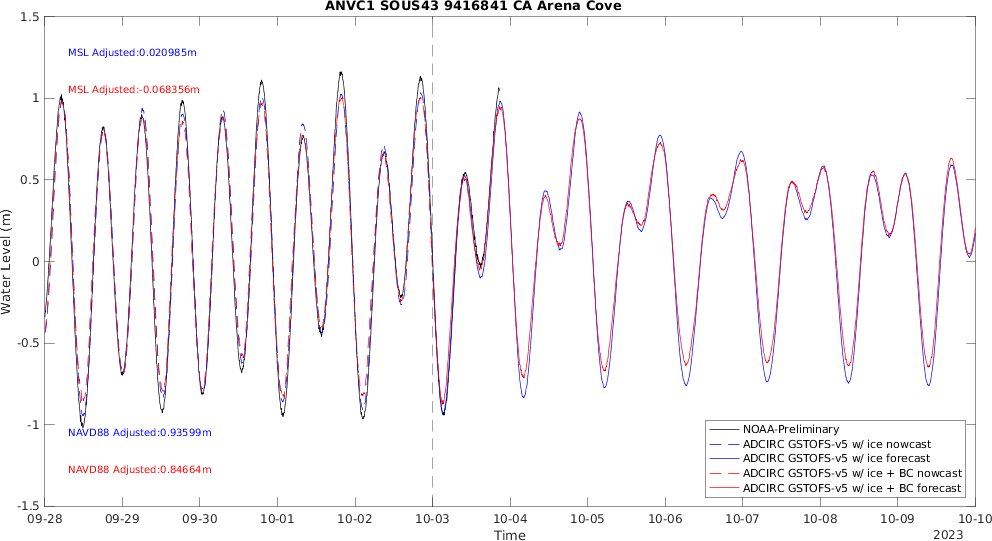 ANVC1 SOUS43 9416841 CA Arena Cove
1.5
1
0.5
0
-0.5
-1
-1.5
Water Level (m)
MSL Adjusted:0.020985m
MSL Adjusted:-0.068356m
NAVD88 Adjusted:0.93599m
NAVD88 Adjusted:0.84664m
NOAA-Preliminary
ADCIRC GSTOFS-v5 w/ ice nowcast
ADCIRC GSTOFS-v5 w/ ice forecast
ADCIRC GSTOFS-v5 w/ ice + BC nowcast
ADCIRC GSTOFS-v5 w/ ice + BC forecast
09-28 09-29 09-30 10-01 10-02 10-03 10-04 10-05 10-06 10-07 10-08 10-09 10-10
Time
2023